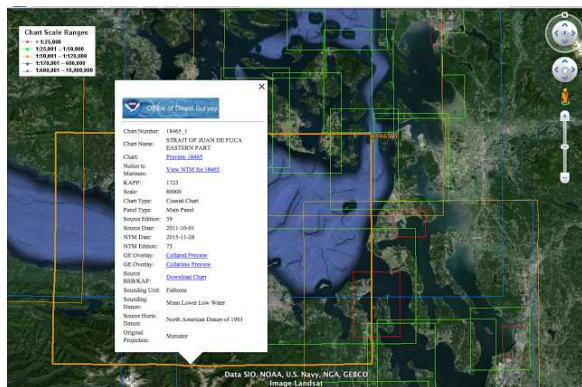 Chart Scale Ranges
< 1:25,000
1:25,001 - 1:50,000
1:50,001 - 1:120,000
1:120,001 - 600,000
1:600,001 - 10,000,000
N
Office of Coast Survey
Chart Number: 18465_1
Chart Name: STRAIT OF JUAN DE FUCA
EASTERN PART
Chart: Preview 18465
Notice to
Mariners: View NTM for 18465
KAPP: 1723
Scale: 80000
Chart Type: Coastal Chart
Panel Type: Main Panel
Source Edition: 39
Source Date: 2011-10-01
NTM Date: 2015-11-28
NTM Edition: 73
GE Overlay: Collared Preview
GE Overlay: Collarless Preview
Source
BSB/KAP: Download Chart
Sounding Unit: Fathoms
Sounding
Datum: Mean Lower Low Water
Source Horiz
Datum: North American Datum of 1983
Original
Projection: Mercator
Data SIO, NOAA, U.S. Navy, NGA, GEBCO
Image Landsat